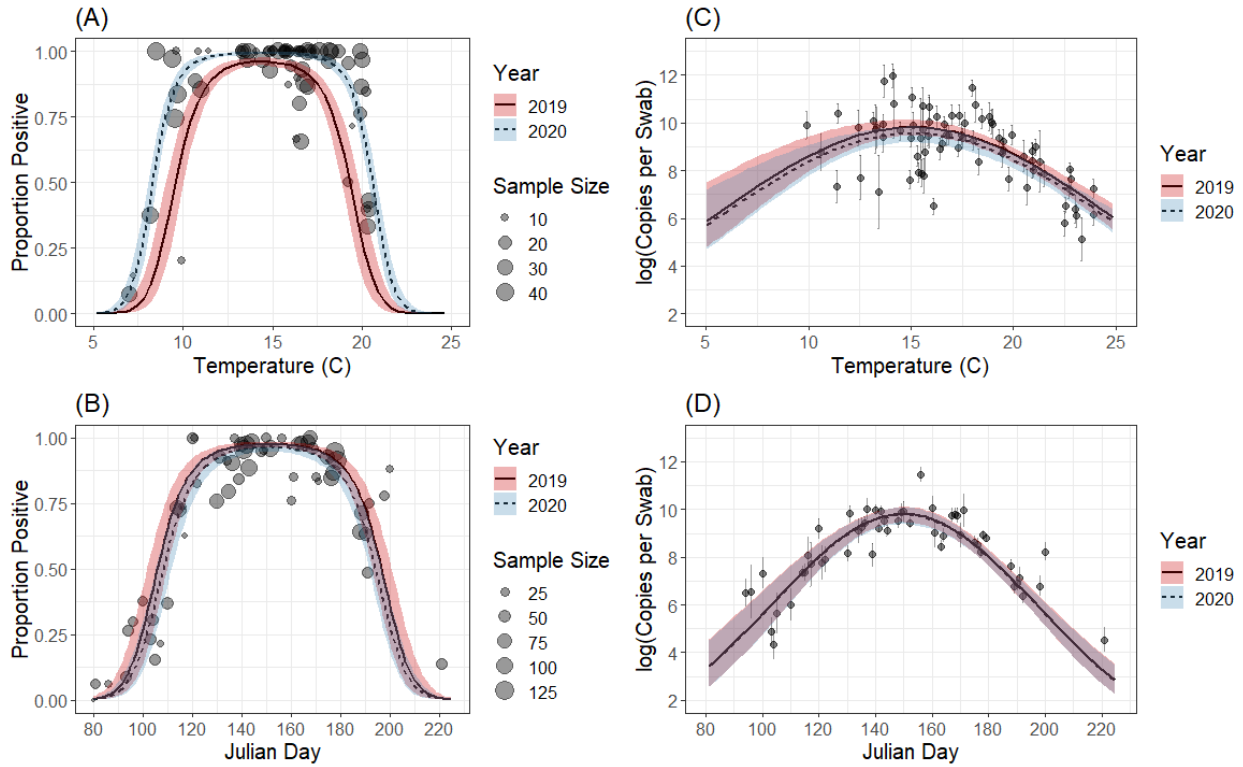 (A)
Proportion Positive
1.00
0.75
0.50
0.25
0.00
5 10 15 20 25
Temperature (C)
Year
2019
2020
Sample Size
10
20
30
40
(C)
log(Copies per Swab)
12
10
8
6
4
2
5 10 15 20 25
Temperature (C)
Year
2019
2020
(B)
Proportion Positive
1.00
0.75
0.50
0.25
0.00
80 100 120 140 160 180 200 220
Julian Day
Year
2019
2020
Sample Size
25
50
75
100
125
(D)
log(Copies per Swab)
12
10
8
6
4
2
80 100 120 140 160 180 200 220
Julian Day
Year
2019
2020